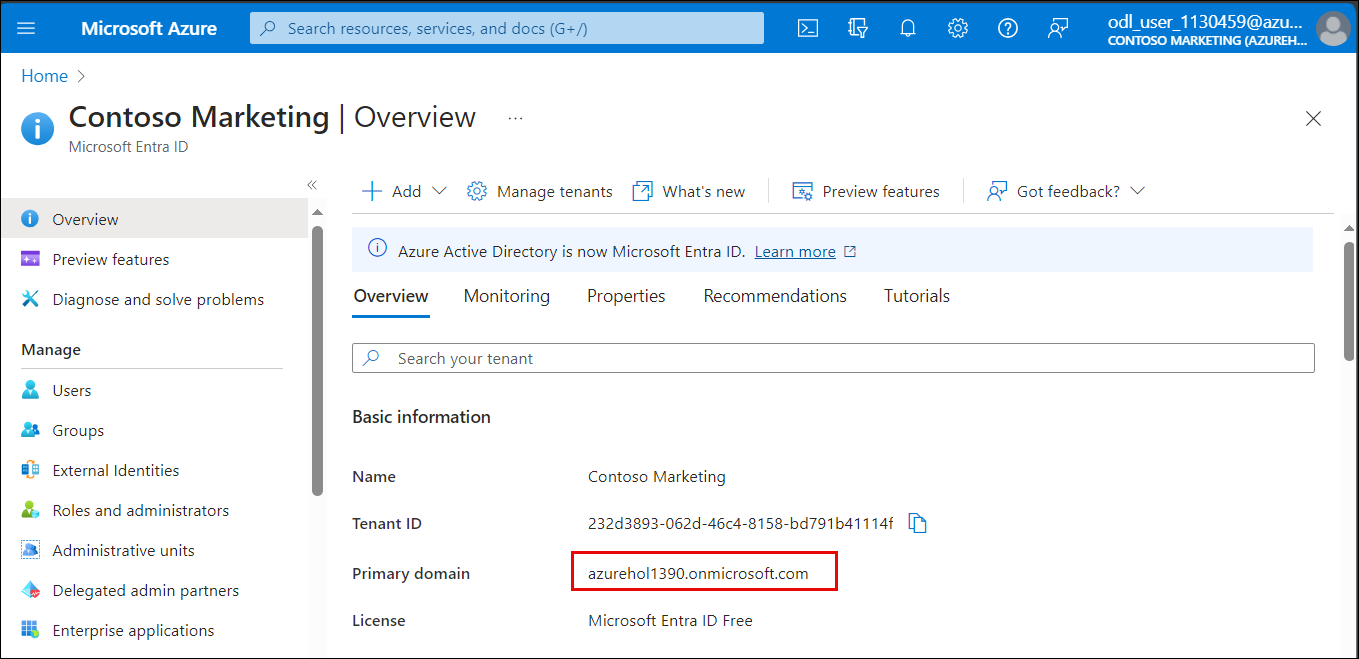 Microsoft Azure
Search resources, services, and docs (G+/)
odl_user_1130459@azu...
CONTOSO MARKETING (AZUREH...
Home
Contoso Marketing | Overview
...
Microsoft Entra ID
Add
Manage tenants
What's new
Preview features
Got feedback?
Overview
Preview features
Diagnose and solve problems
Manage
Users
Groups
External Identities
Roles and administrators
Administrative units
Delegated admin partners
Enterprise applications
Azure Active Directory is now Microsoft Entra ID. Learn more
Overview Monitoring Properties Recommendations Tutorials
Search your tenant
Basic information
Name Contoso Marketing
Tenant ID 232d3893-062d-46c4-8158-bd791b41114f
Primary domain azurehol1390.onmicrosoft.com
License Microsoft Entra ID Free